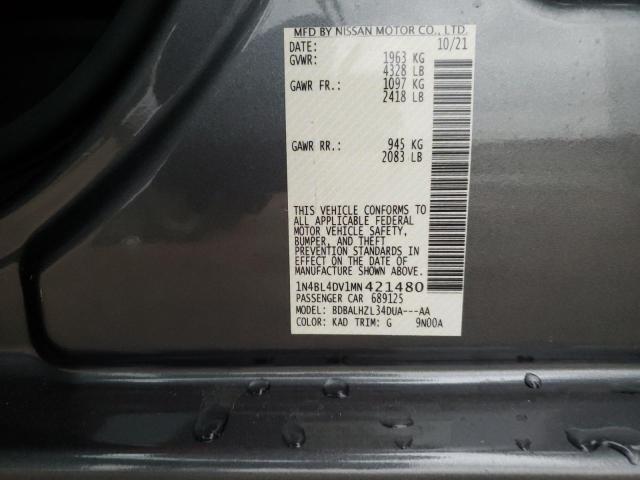 MFD BY NISSAN MOTOR CO., LTD.
DATE: 10/21
GVWR: 1963 KG
4328 LB
GAWR FR.: 1097 KG
2418 LB
GAWR RR.: 945 KG
2083 LB
THIS VEHICLE CONFORMS TO
ALL APPLICABLE FEDERAL
MOTOR VEHICLE SAFETY,
BUMPER, AND THEFT
PREVENTION STANDARDS IN
EFFECT ON THE DATE OF
MANUFACTURE SHOWN ABOVE.
1N4BL4DV1MN421480
PASSENGER CAR 689125
MODEL: BDBALHZL34DUA---AA
COLOR: KAD TRIM: G 9N00A